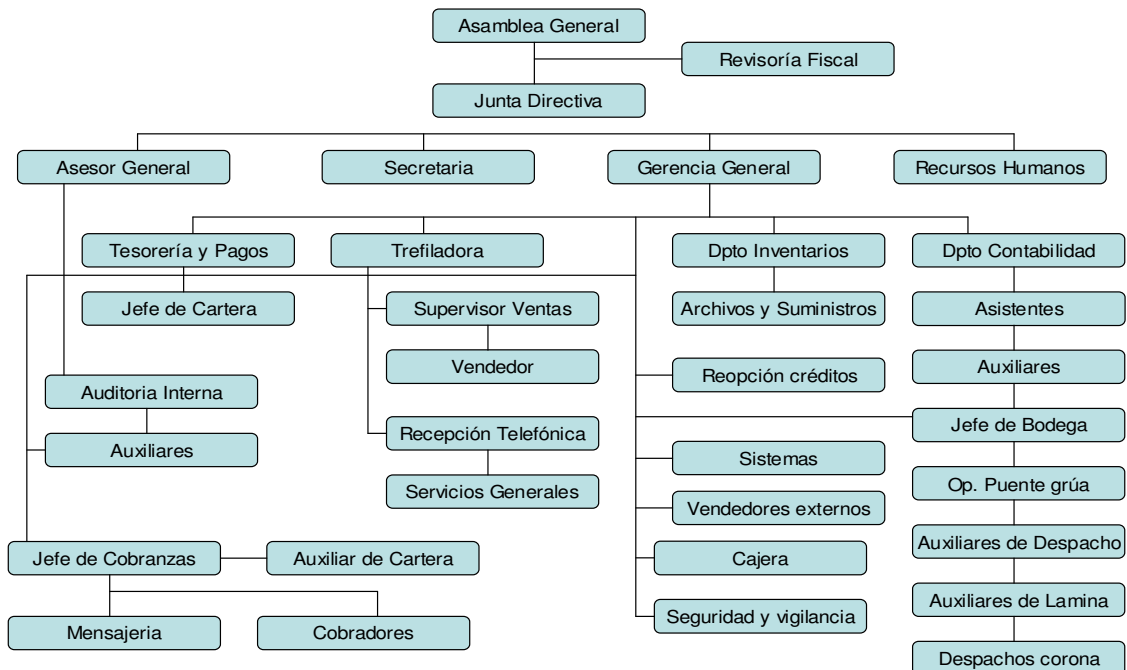 Asamblea General
Revisoría Fiscal
Junta Directiva
Asesor General
Secretaria
Gerencia General
Recursos Humanos
Tesorería y Pagos
Trefiladora
Dpto Inventarios
Dpto Contabilidad
Jefe de Cartera
Supervisor Ventas
Archivos y Suministros
Asistentes
Vendedor
Auxiliares
Auditoria Interna
Reopción créditos
Jefe de Bodega
Auxiliares
Recepción Telefónica
Sistemas
Servicios Generales
Op. Puente grúa
Vendedores externos
Jefe de Cobranzas
Auxiliar de Cartera
Cajera
Auxiliares de Despacho
Auxiliares de Lamina
Mensajeria
Cobradores
Seguridad y vigilancia
Despachos corona